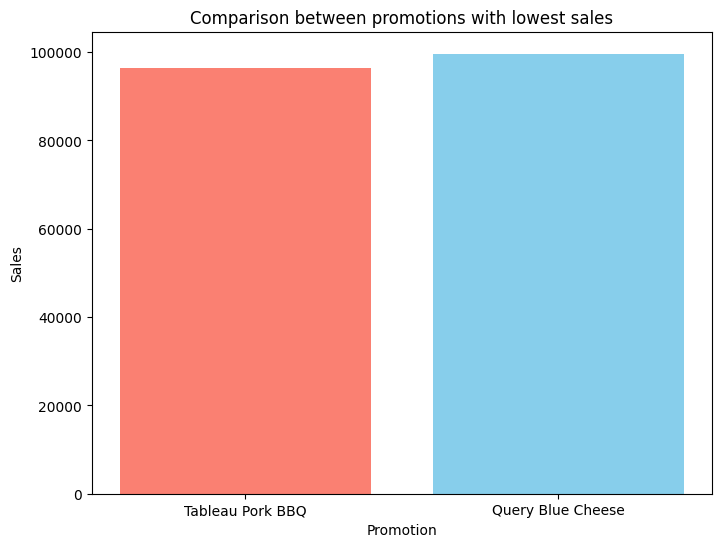 Comparison between promotions with lowest sales
100000
80000
60000
40000
20000
0
Sales
Tableau Pork BBQ
Query Blue Cheese
Promotion